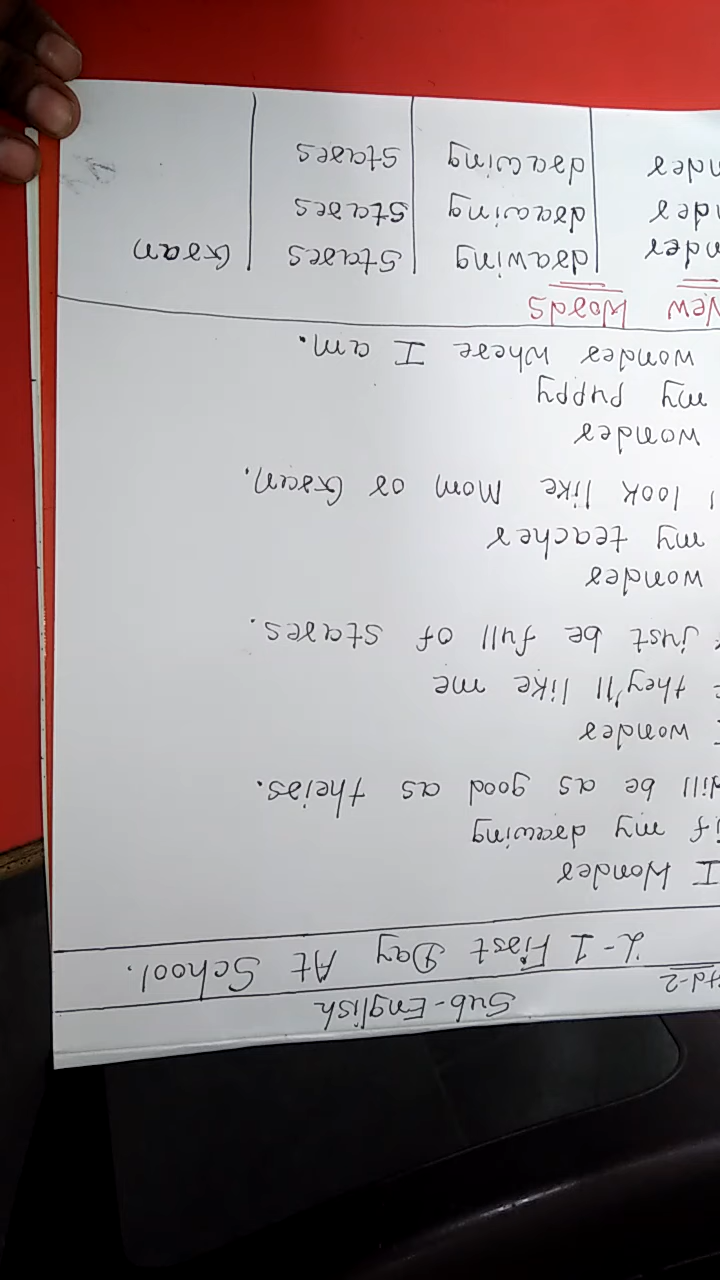 Std-2 Sub-English
L-1 First Day At School.
I Wonder
if my drawing
will be as good as theirs.
I wonder
they'll like me
just be full of stares.
wonder
my teacher
I look like Mom or Gran.
wonder
my puppy
wonder where I am.
New Words
drawing stares Gran
drawing stares
drawing stares